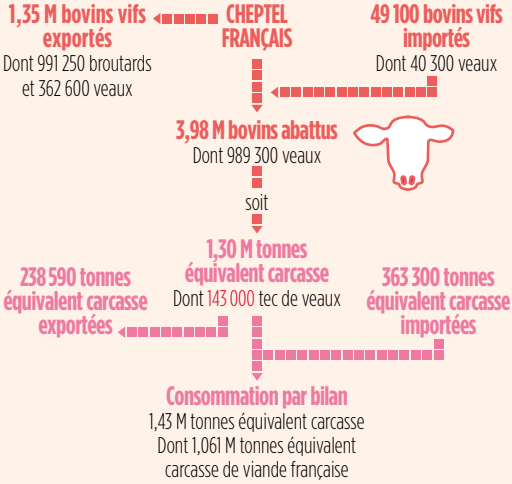 1,35 M bovins vifs
exportés
Dont 991 250 broutards
et 362 600 veaux
CHEPTEL
FRANÇAIS
49 100 bovins vifs
importés
Dont 40 300 veaux
3,98 M bovins abattus
Dont 989 300 veaux
soit
1,30 M tonnes
équivalent carcasse
Dont 143 000 tec de veaux
238 590 tonnes
équivalent carcasse
exportées
363 300 tonnes
équivalent carcasse
importées
Consommation par bilan
1,43 M tonnes équivalent carcasse
Dont 1,061 M tonnes équivalent
carcasse de viande française